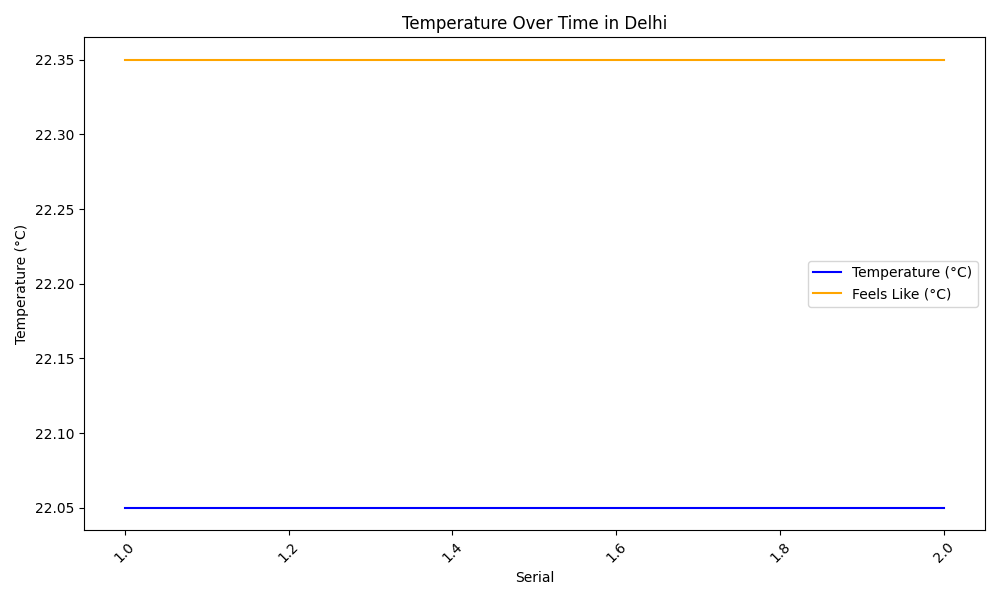 Temperature Over Time in Delhi
Temperature (°C)
22.35
22.30
22.25
22.20
22.15
22.10
22.05
Temperature (°C)
Feels Like (°C)
1.0
1.2
1.4
1.6
1.8
2.0
Serial